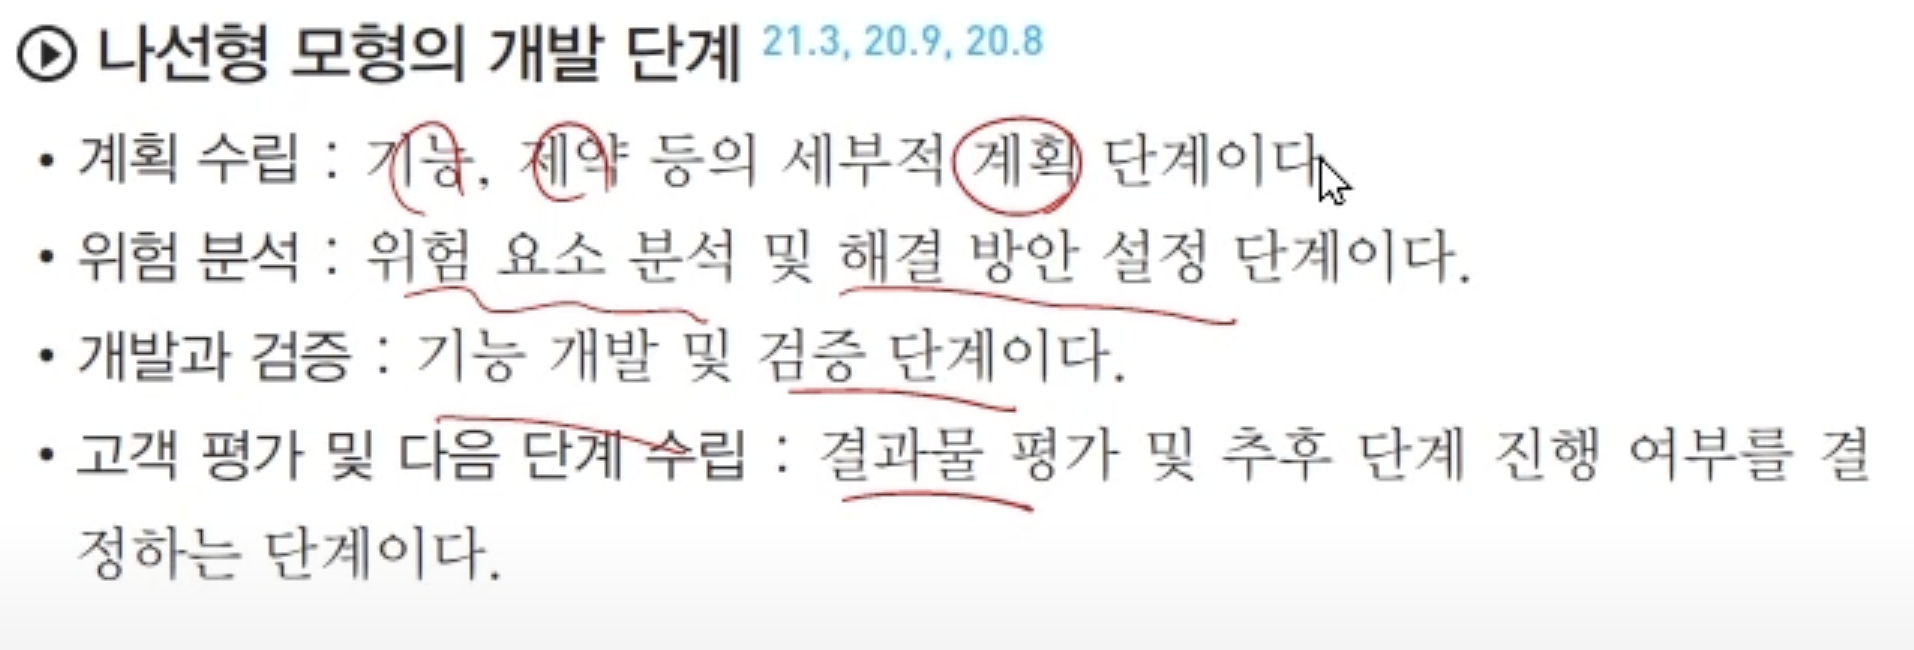 나선형 모형의 개발 단계 21.3, 20.9, 20.8
• 계획 수립 : 기능, 제약 등의 세부적 계획 단계이다.
• 위험 분석 : 위험 요소 분석 및 해결 방안 설정 단계이다.
• 개발과 검증 : 기능 개발 및 검증 단계이다.
• 고객 평가 및 다음 단계 수립 : 결과물 평가 및 추후 단계 진행 여부를 결
정하는 단계이다.